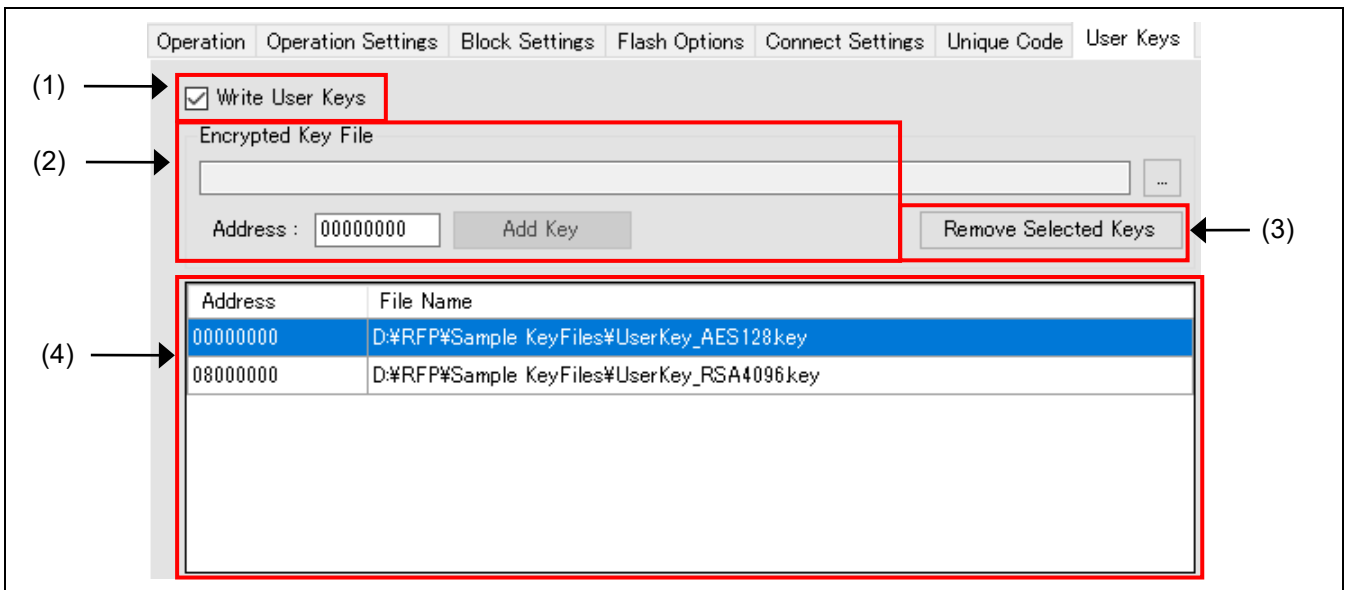 Operation Operation Settings Block Settings Flash Options Connect Settings Unique Code User Keys
(1)
Write User Keys
Encrypted Key File
(2)
...
Address : 00000000 Add Key Remove Selected Keys
(3)
Address File Name
00000000 D:¥RFP¥Sample KeyFiles¥UserKey_AES128.key
(4)
08000000 D:¥RFP¥Sample KeyFiles¥UserKey_RSA4096.key